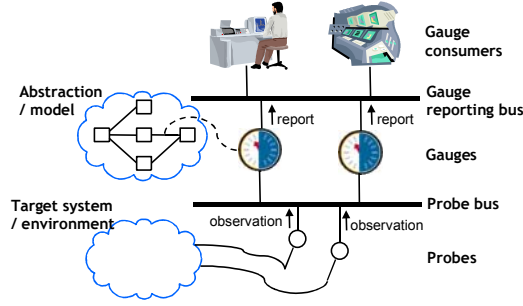 Gauge
consumers
Abstraction
/ model
Gauge
reporting bus
report
report
Gauges
Target system
/ environment
Probe bus
observation
observation
Probes